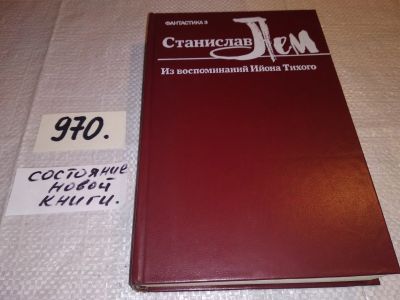 ФАНТАСТИКА 3
Станислав Лем
Из воспоминаний Ийона Тихого
970.
состояние
новой
книги.